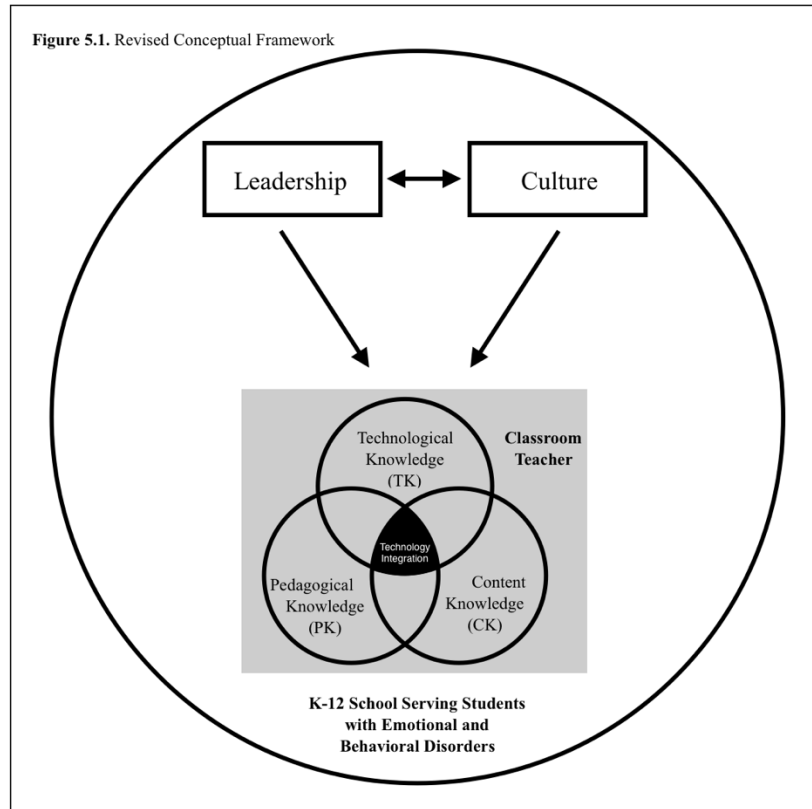 Figure 5.1. Revised Conceptual Framework
Leadership
Culture
Technological
Knowledge
(TK)
Classroom
Teacher
Technology
Integration
Pedagogical
Knowledge
(PK)
Content
Knowledge
(CK)
K-12 School Serving Students
with Emotional and
Behavioral Disorders